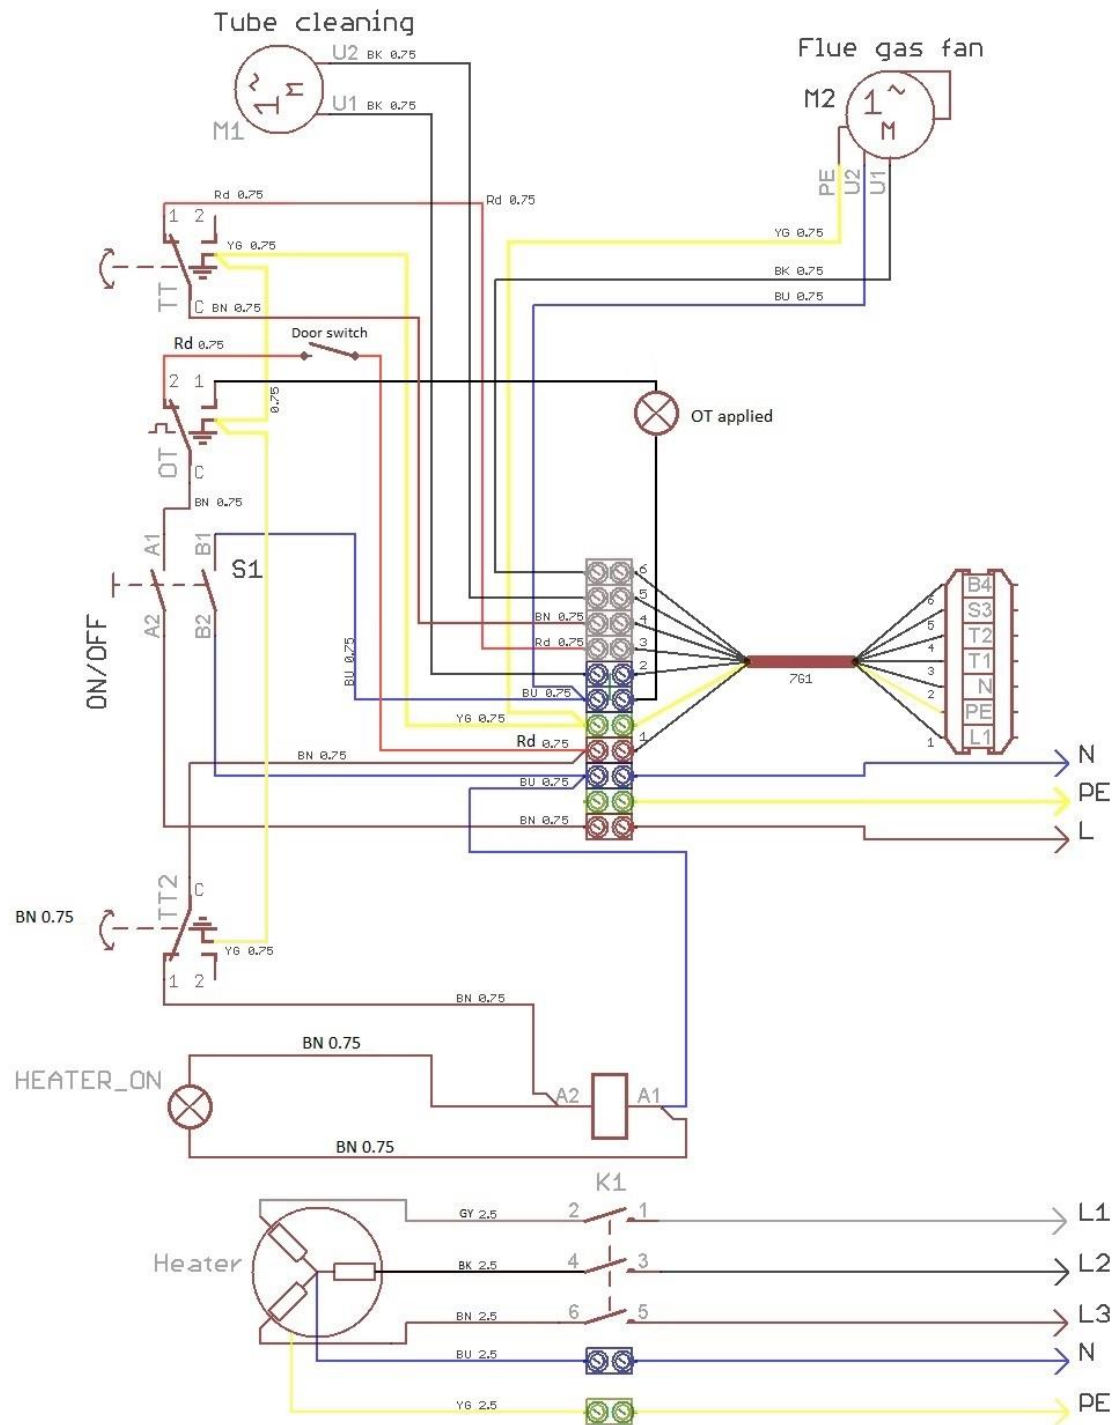 Tube cleaning
Flue gas fan
U2 BK 0.75
U1 BK 0.75
M1
1~
M
M2
1~
M
PE
U2
U1
Rd 0.75
Rd 0.75
1 2
YG 0.75
YG 0.75
TT
BK 0.75
C BN 0.75
BU 0.75
Door switch
Rd 0.75
2 1
0.75
OT applied
OT
C
BN 0.75
A1
B1
S1
ON/OFF
A2
B2
6
5
BN 0.75
4
Rd 0.75
3
2
BU 0.75
BU 0.75
YG 0.75
Rd 0.75
1
BN 0.75
BU 0.75
BN 0.75
7G1
6
5
4
3
2
1
B4
S3
T2
T1
N
PE
L1
N
PE
L
TT2
C
BN 0.75
YG 0.75
1 2
BN 0.75
BN 0.75
HEATER_ON
A2
A1
BN 0.75
K1
GY 2.5
2
1
L1
Heater
BK 2.5
4
3
L2
BN 2.5
6
5
L3
BU 2.5
N
YG 2.5
PE